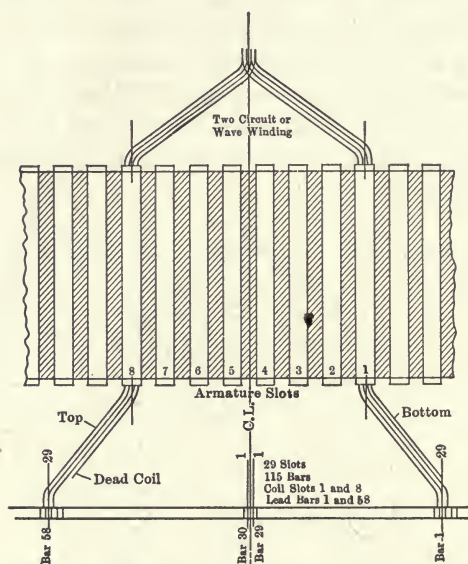 Two Circuit or
Wave Winding
8 7 6 5 4 3 2 1
Armature Slots
Top
C.L.
Bottom
29
Dead Coil
1
1
29 Slots
115 Bars
Coil Slots 1 and 8
Lead Bars 1 and 58
29
Bar 58
Bar 30
Bar 29
Bar-1